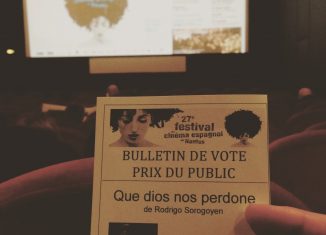 27e festival
cinéma espagnol
de Nantes
BULLETIN DE VOTE
PRIX DU PUBLIC
Que dios nos perdone
de Rodrigo Sorogoyen